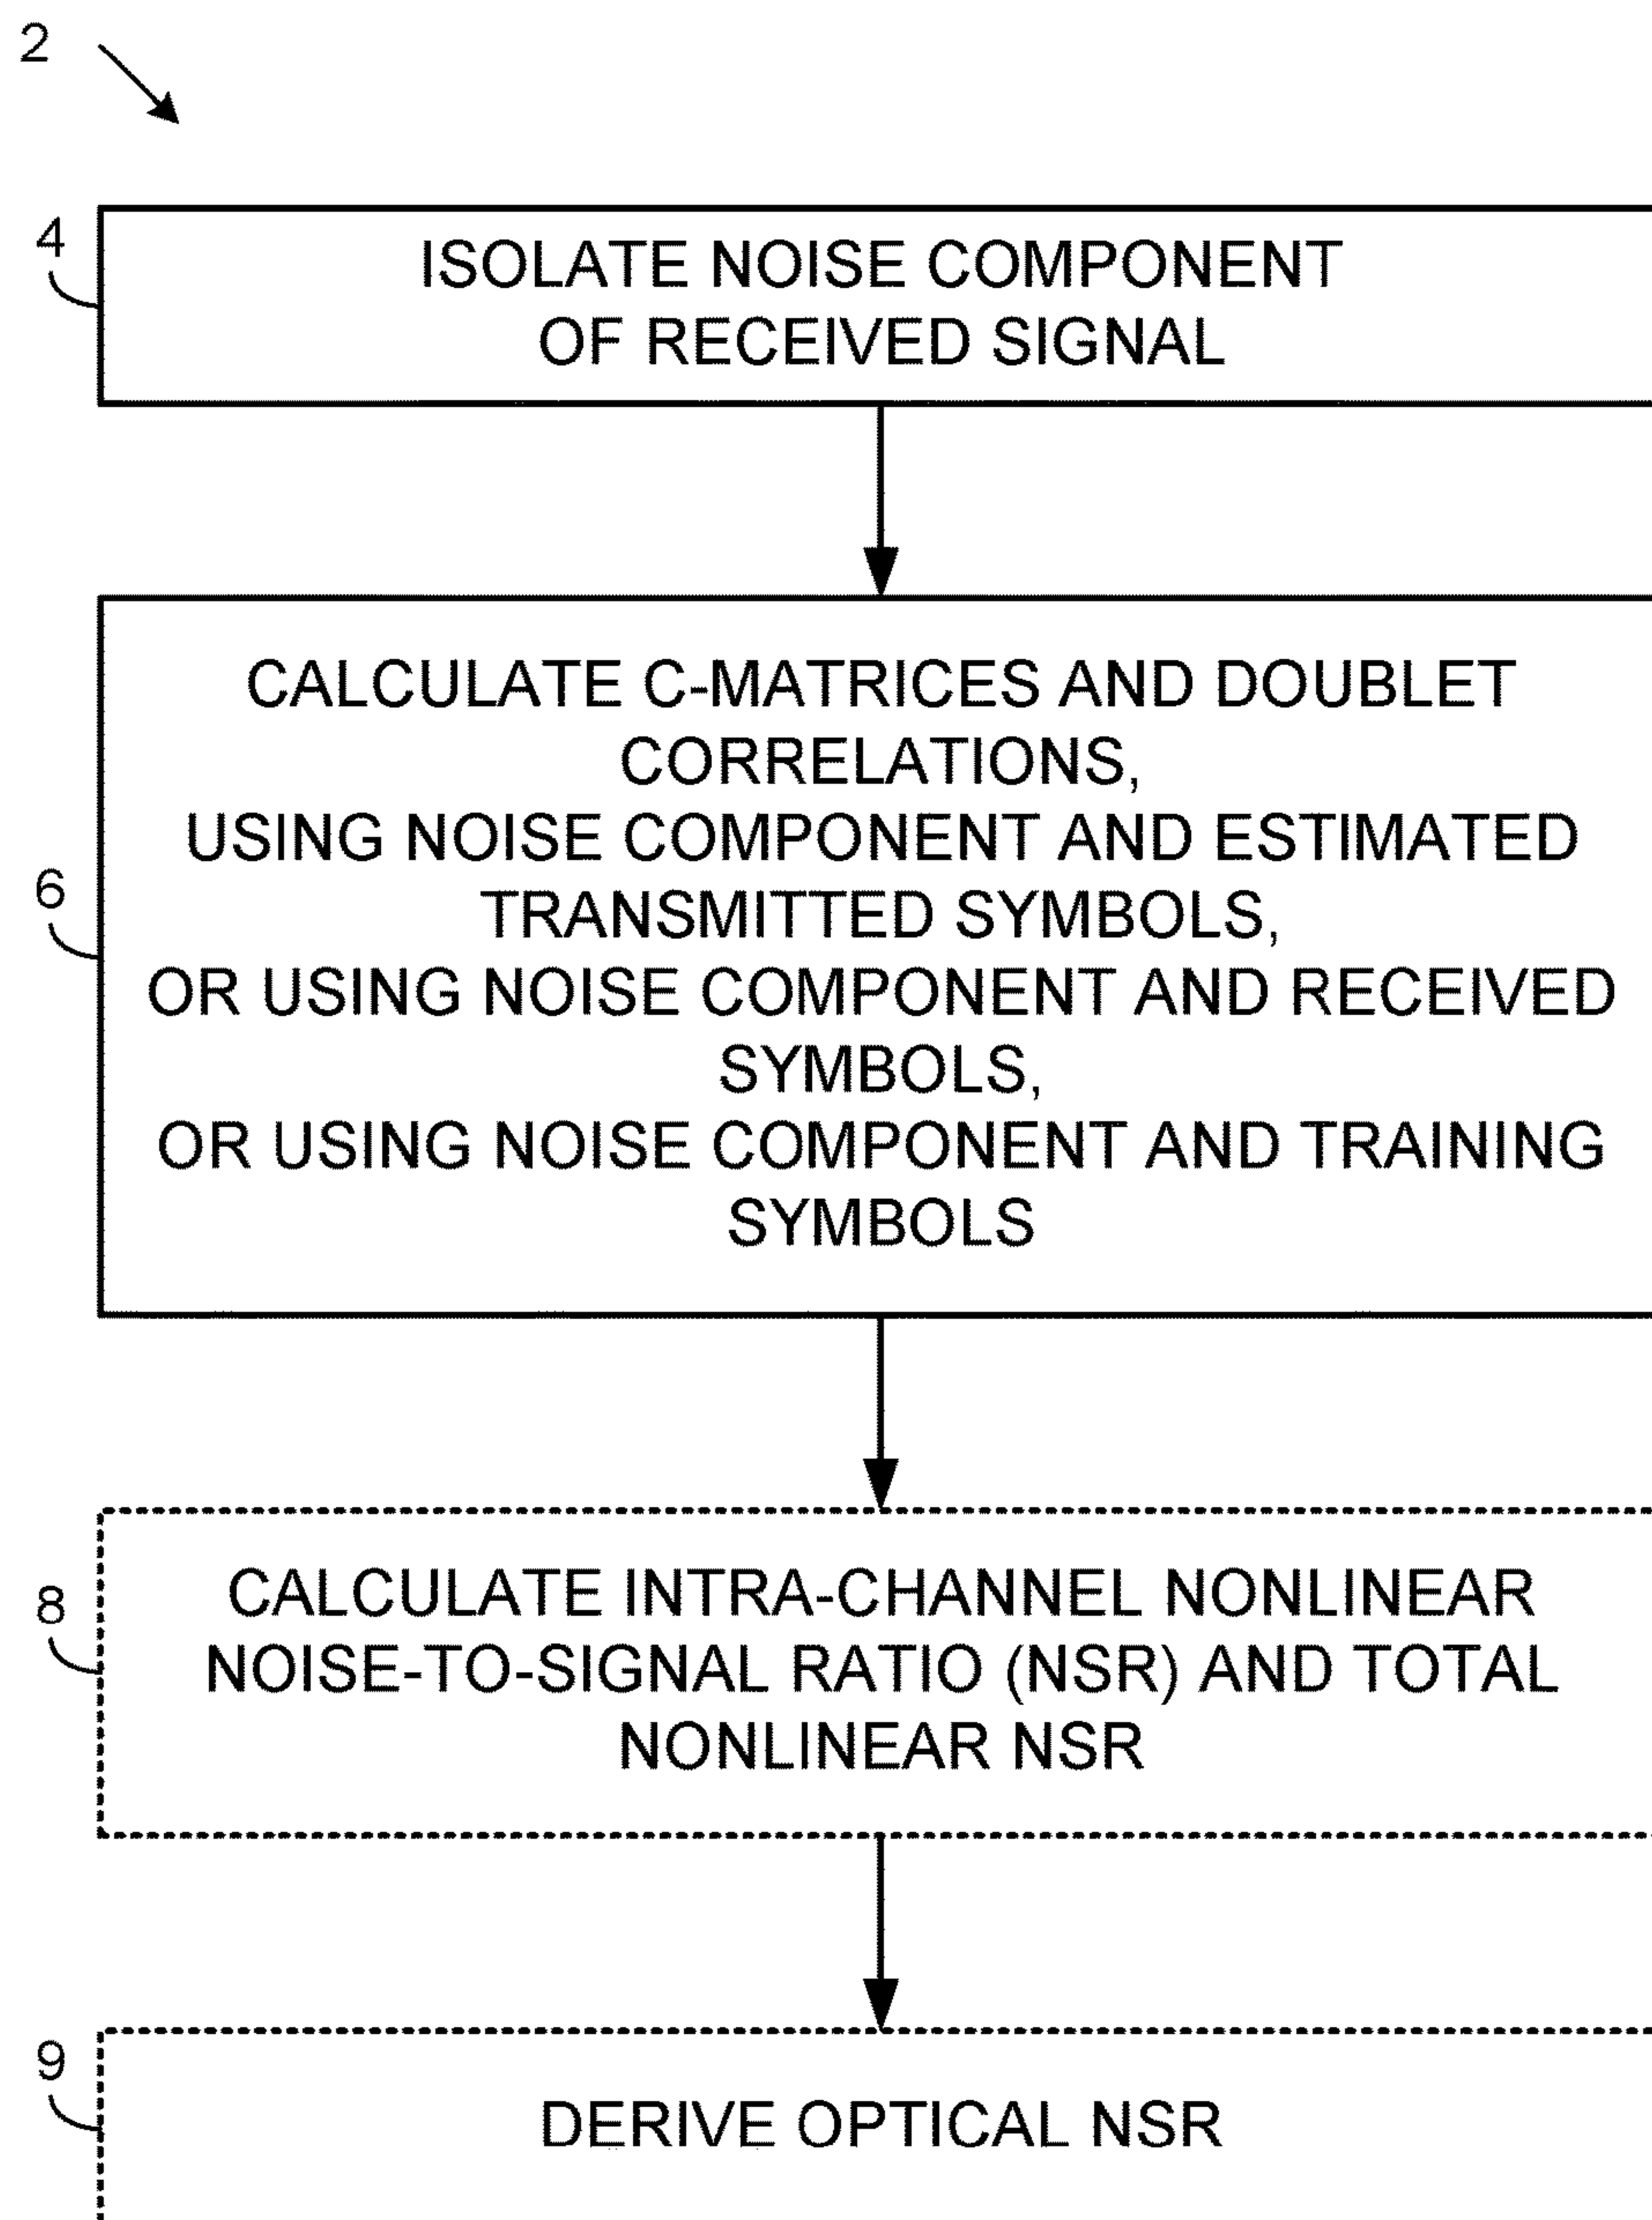 2
4
ISOLATE NOISE COMPONENT
OF RECEIVED SIGNAL
6
CALCULATE C-MATRICES AND DOUBLET
CORRELATIONS,
USING NOISE COMPONENT AND ESTIMATED
TRANSMITTED SYMBOLS,
OR USING NOISE COMPONENT AND RECEIVED
SYMBOLS,
OR USING NOISE COMPONENT AND TRAINING
SYMBOLS
8
CALCULATE INTRA-CHANNEL NONLINEAR
NOISE-TO-SIGNAL RATIO (NSR) AND TOTAL
NONLINEAR NSR
9
DERIVE OPTICAL NSR